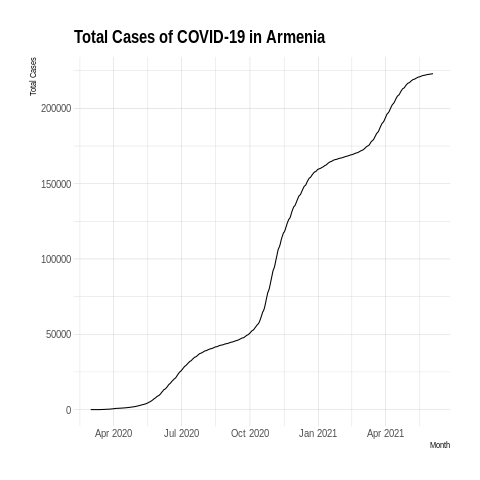 Total Cases of COVID-19 in Armenia
Total Cases
200000
150000
100000
50000
0
Apr 2020 Jul 2020 Oct 2020 Jan 2021 Apr 2021
Month